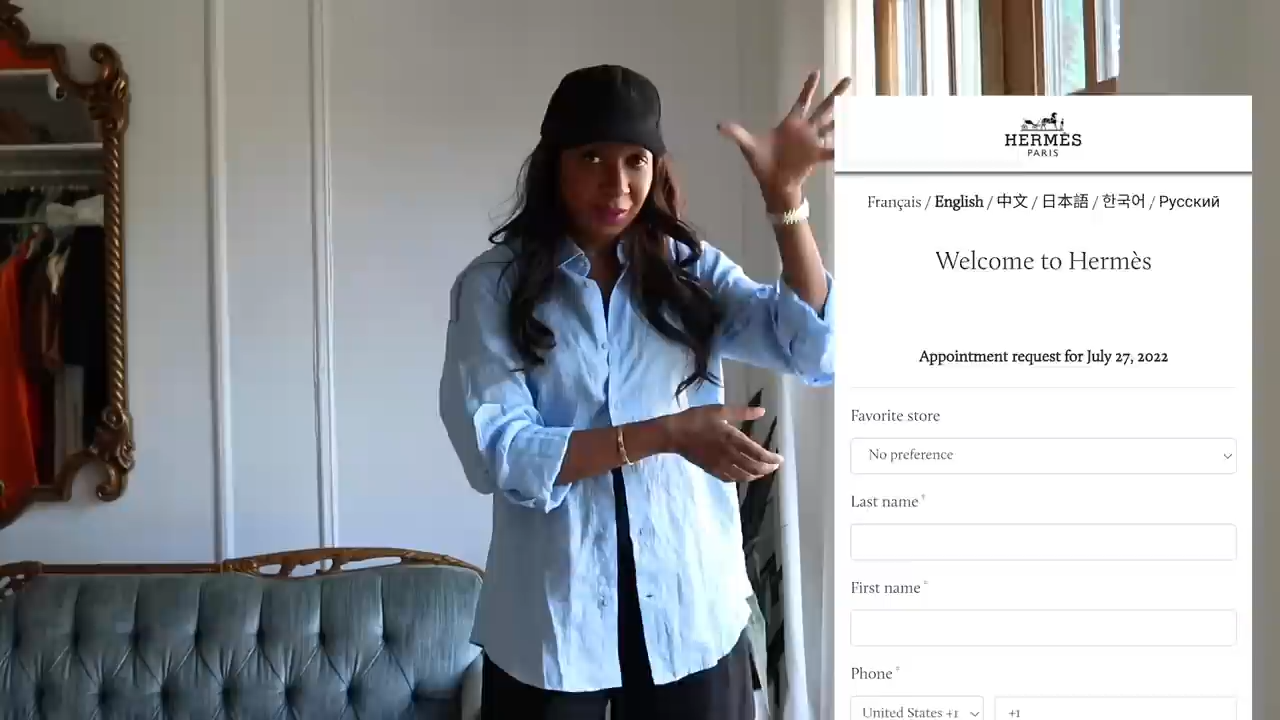 HERMÈS
PARIS
Français / English / 中文 / 日本語 / 한국어 / Русский
Welcome to Hermès
Appointment request for July 27, 2022
Favorite store
No preference
Last name*
First name*
Phone*
United States +1
+1